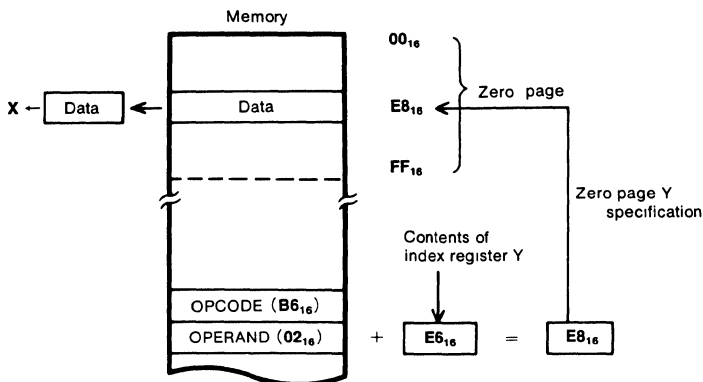 Memory
00₁₆
Zero page
X ← Data ← Data
E8₁₆
FF₁₆
Zero page Y
specification
Contents of
index register Y
OPCODE (B6₁₆)
OPERAND (02₁₆) + E6₁₆ = E8₁₆